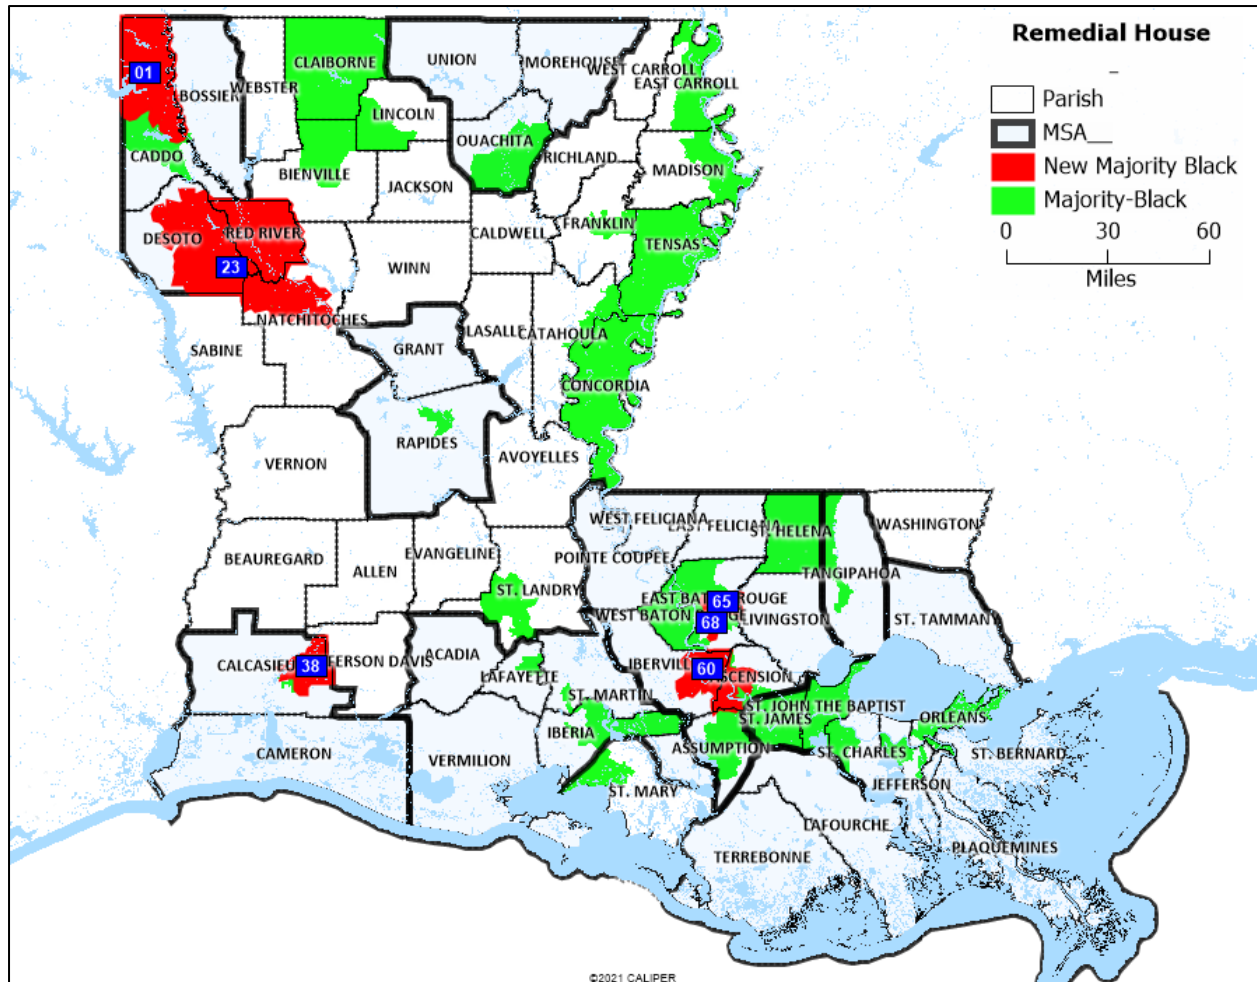 Remedial House
Parish
MSA__
New Majority Black
Majority-Black
0 30 60
Miles
01
CLAIBORNE
UNION
MOREHOUSE
WEST CARROLL
EAST CARROLL
WEBSTER
BOSSIER
LINCOLN
OUACHITA
CADDO
BIENVILLE
RICHLAND
MADISON
JACKSON
DESOTO
RED RIVER
CALDWELL
FRANKLIN
TENSAS
23
WINN
NATCHITOCHES
LASALLE
CATAHOULA
SABINE
GRANT
CONCORDIA
RAPIDES
AVOYELLES
VERNON
WEST FELICIANA
EAST FELICIANA
ST. HELENA
WASHINGTON
BEAUREGARD
ALLEN
EVANGELINE
POINTE COUPEE
TANGIPAHOA
ST. LANDRY
EAST BAT
ROUGE
65
WEST BATON
68
LIVINGSTON
ST. TAMMANY
CALCASIEU
38
FERSON DAVIS
ACADIA
LAFAYETTE
IBERVILL
60
ASCENSION
ST. MARTIN
ST. JOHN THE BAPTIST
ST. JAMES
ORLEANS
IBERIA
ASSUMPTION
ST. CHARLES
ST. BERNARD
CAMERON
VERMILION
ST. MARY
JEFFERSON
LAFOURCHE
PLAQUEMINES
TERREBONNE
©2021 CALIPER